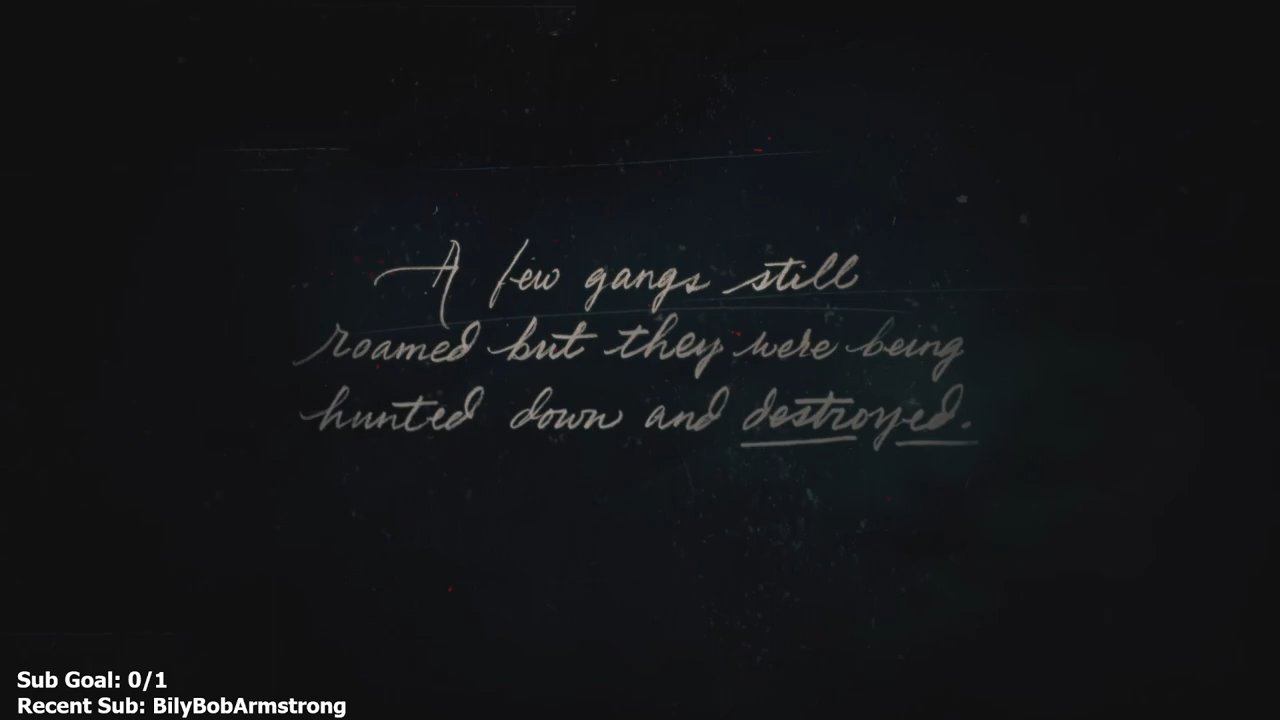 A few gangs still
roamed but they were being
hunted down and destroyed.
Sub Goal: 0/1
Recent Sub: BilyBobArmstrong